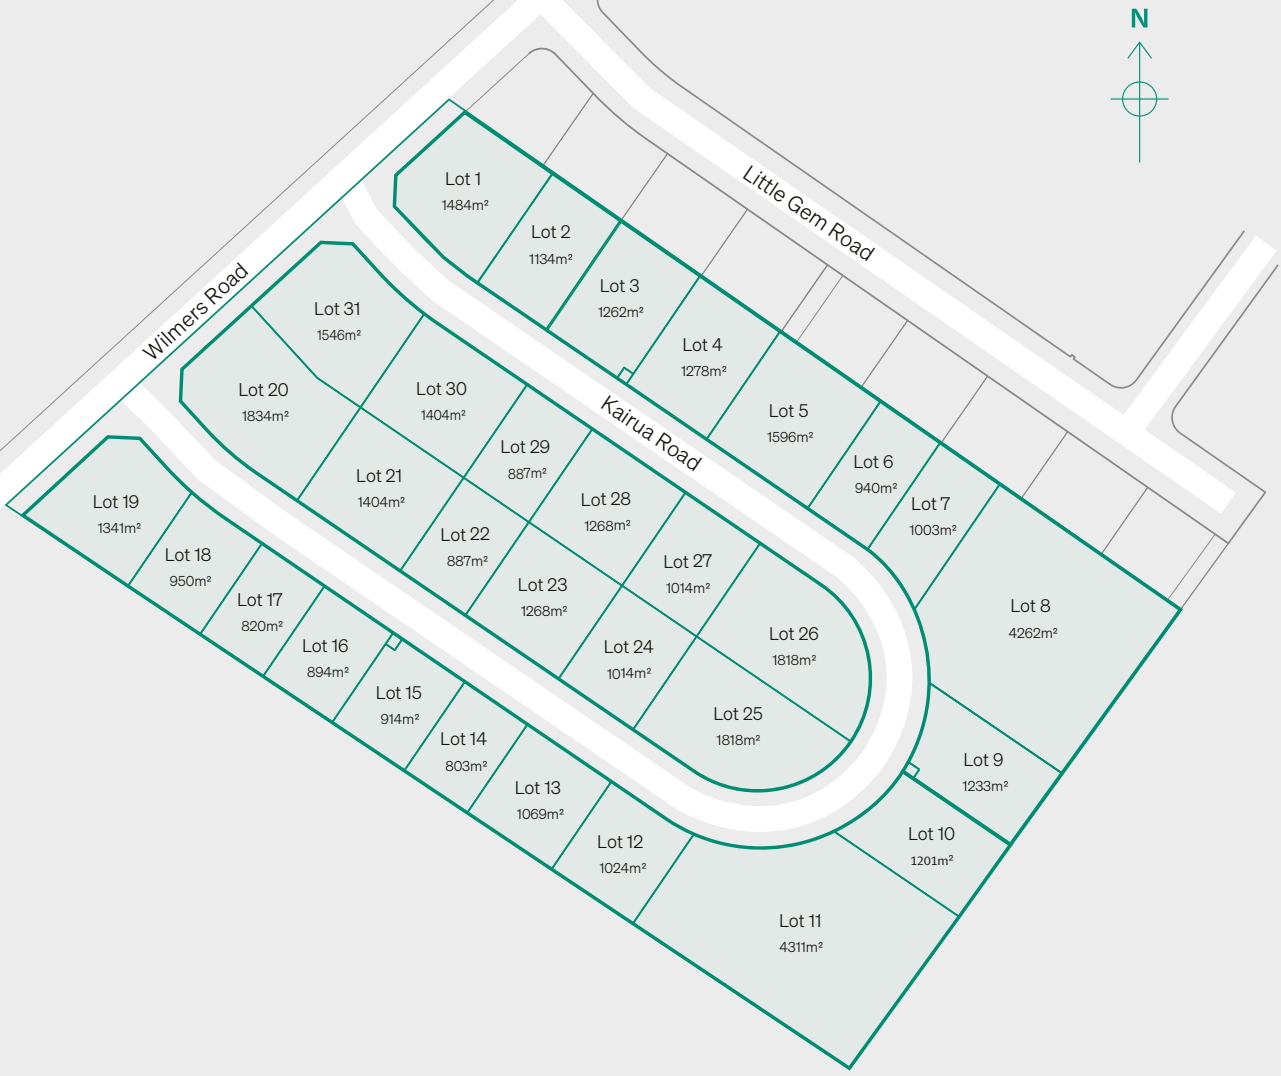 N
Little Gem Road
Wilmers Road
Kairua Road
Lot 1
1484m²
Lot 2
1134m²
Lot 3
1262m²
Lot 4
1278m²
Lot 5
1596m²
Lot 6
940m²
Lot 7
1003m²
Lot 8
4262m²
Lot 9
1233m²
Lot 10
1201m²
Lot 11
4311m²
Lot 12
1024m²
Lot 13
1069m²
Lot 14
803m²
Lot 15
914m²
Lot 16
894m²
Lot 17
820m²
Lot 18
950m²
Lot 19
1341m²
Lot 20
1834m²
Lot 21
1404m²
Lot 22
887m²
Lot 23
1268m²
Lot 24
1014m²
Lot 25
1818m²
Lot 26
1818m²
Lot 27
1014m²
Lot 28
1268m²
Lot 29
887m²
Lot 30
1404m²
Lot 31
1546m²